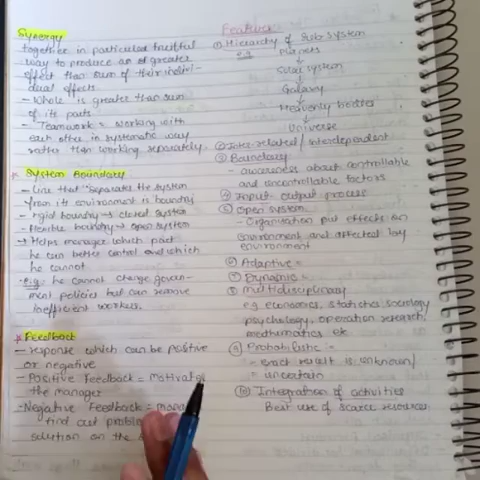 Synergy
together in particular fruitful
way to produce an greater
effect than sum of their indivi-
dual effects
- Whole is greater than sum
of its parts
- Teamwork = working with
each other in systematic way
rather than working separately.
* System Boundary
- Line that separates the system
from its environment is boundry
- rigid boundry → closed system
- flexible boundry → open system
→ Helps manager which part
he can better control and which
he cannot
- e.g: he cannot change govern-
ment policies but can remove
inefficient workers.
* Feedback
- response which can be positive
or negative
- Positive Feedback = motivates
the manager
- Negative Feedback =
find out
solution on the
Features
① Hierarchy of Sub-system
e.g Planets
↓
Solar system
↓
Galaxy
↓
Heavenly bodies
↓
Universe
② Inter-related / interdependent
③ Boundary
- awareness about controllable
and uncontrollable factors
④ Input-output process
⑤ Open system
- Organisation put effects on
environment and affected by
environment
⑥ Adaptive =
⑦ Dynamic =
⑧ Multidisciplinary
e.g. economics, statistics, sociology
psychology, operation research,
mathematics etc
⑨ Probabilistic -
- exact result is unknown/
= uncertain
⑩ Integration of activities
Best use of scarce resources